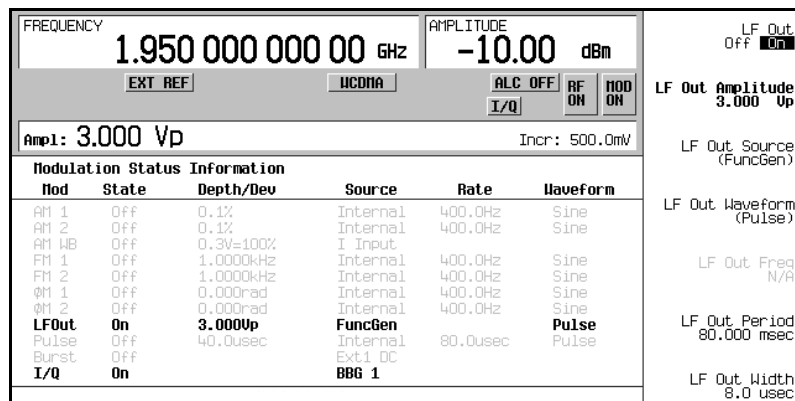 FREQUENCY
1.950 000 000 00 GHz
AMPLITUDE
-10.00 dBm
EXT REF
WCDMA
ALC OFF
I/Q
RF ON
MOD ON
Ampl: 3.000 Vp
Incr: 500.0mV
Modulation Status Information
Mod State Depth/Dev Source Rate Waveform
AM 1 Off 0.1% Internal 400.0Hz Sine
AM 2 Off 0.1% Internal 400.0Hz Sine
AM WB Off 0.3V=100% I Input
FM 1 Off 1.0000kHz Internal 400.0Hz Sine
FM 2 Off 1.0000kHz Internal 400.0Hz Sine
ΦM 1 Off 0.000rad Internal 400.0Hz Sine
ΦM 2 Off 0.000rad Internal 400.0Hz Sine
LFOut On 3.000Vp FuncGen Pulse
Pulse Off 40.0usec Internal 80.0usec Pulse
Burst Off Ext1 DC
I/Q On BBG 1
LF Out
Off On
LF Out Amplitude
3.000 Vp
LF Out Source
(FuncGen)
LF Out Waveform
(Pulse)
LF Out Freq
N/A
LF Out Period
80.000 msec
LF Out Width
8.0 usec